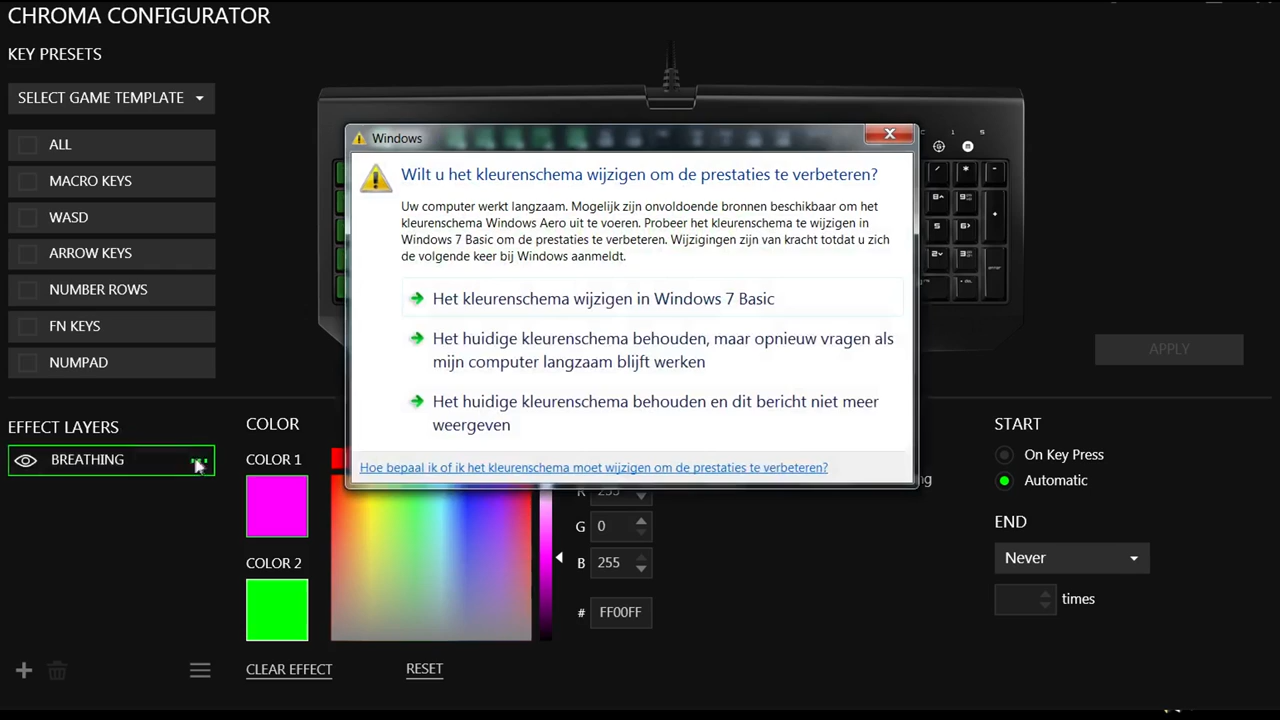 CHROMA CONFIGURATOR
KEY PRESETS
SELECT GAME TEMPLATE
ALL
MACRO KEYS
WASD
ARROW KEYS
NUMBER ROWS
FN KEYS
NUMPAD
Windows
Wilt u het kleurenschema wijzigen om de prestaties te verbeteren?
Uw computer werkt langzaam. Mogelijk zijn onvoldoende bronnen beschikbaar om het
kleurenschema Windows Aero uit te voeren. Probeer het kleurenschema te wijzigen in
Windows 7 Basic om de prestaties te verbeteren. Wijzigingen zijn van kracht totdat u zich
de volgende keer bij Windows aanmeldt.
Het kleurenschema wijzigen in Windows 7 Basic
Het huidige kleurenschema behouden, maar opnieuw vragen als
mijn computer langzaam blijft werken
Het huidige kleurenschema behouden en dit bericht niet meer
weergeven
Hoe bepaal ik of ik het kleurenschema moet wijzigen om de prestaties te verbeteren?
APPLY
EFFECT LAYERS
BREATHING
COLOR
COLOR 1
COLOR 2
R 255
G 0
B 255
# FF00FF
CLEAR EFFECT
RESET
START
On Key Press
Automatic
END
Never
times